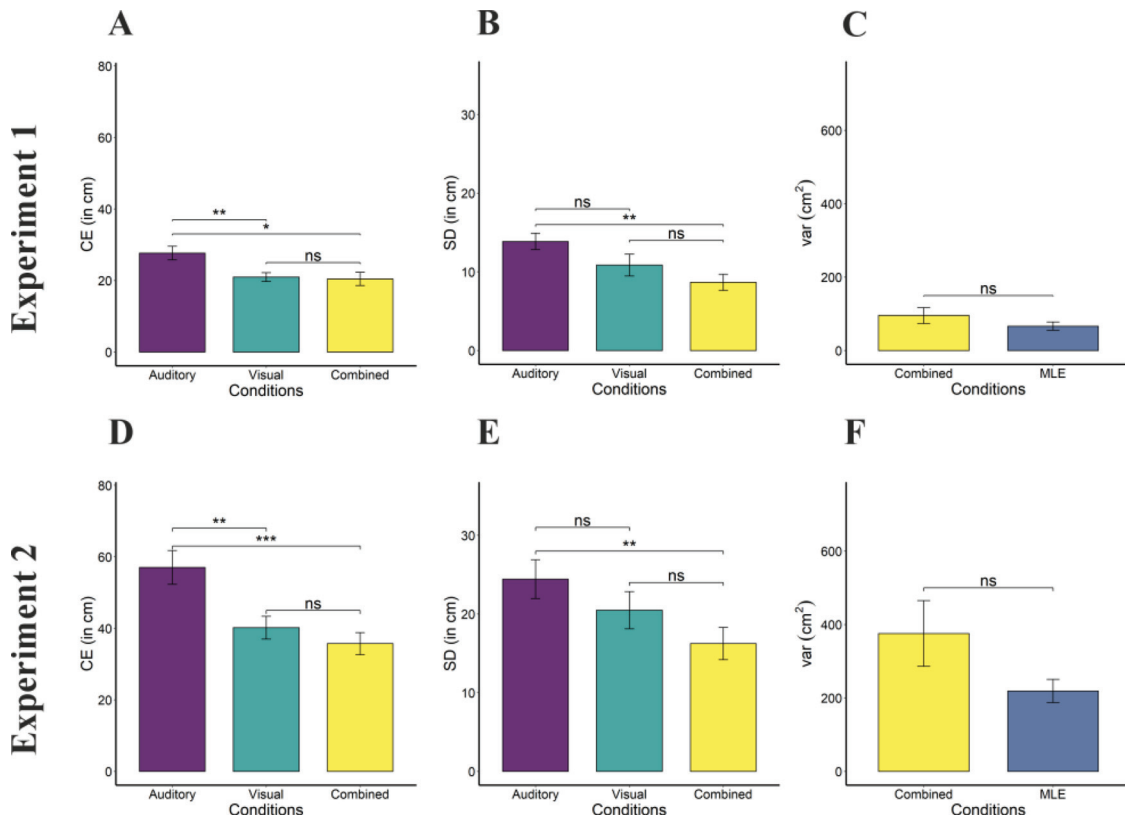 A
B
C
Experiment 1
CE (in cm)
80
60
40
20
0
**
*
ns
Auditory Visual Combined
Conditions
SD (in cm)
30
20
10
0
ns
**
ns
Auditory Visual Combined
Conditions
var (cm²)
600
400
200
0
ns
Combined MLE
Conditions
D
E
F
Experiment 2
CE (in cm)
80
60
40
20
0
**
***
ns
Auditory Visual Combined
Conditions
SD (in cm)
30
20
10
0
ns
**
ns
Auditory Visual Combined
Conditions
var (cm²)
600
400
200
0
ns
Combined MLE
Conditions